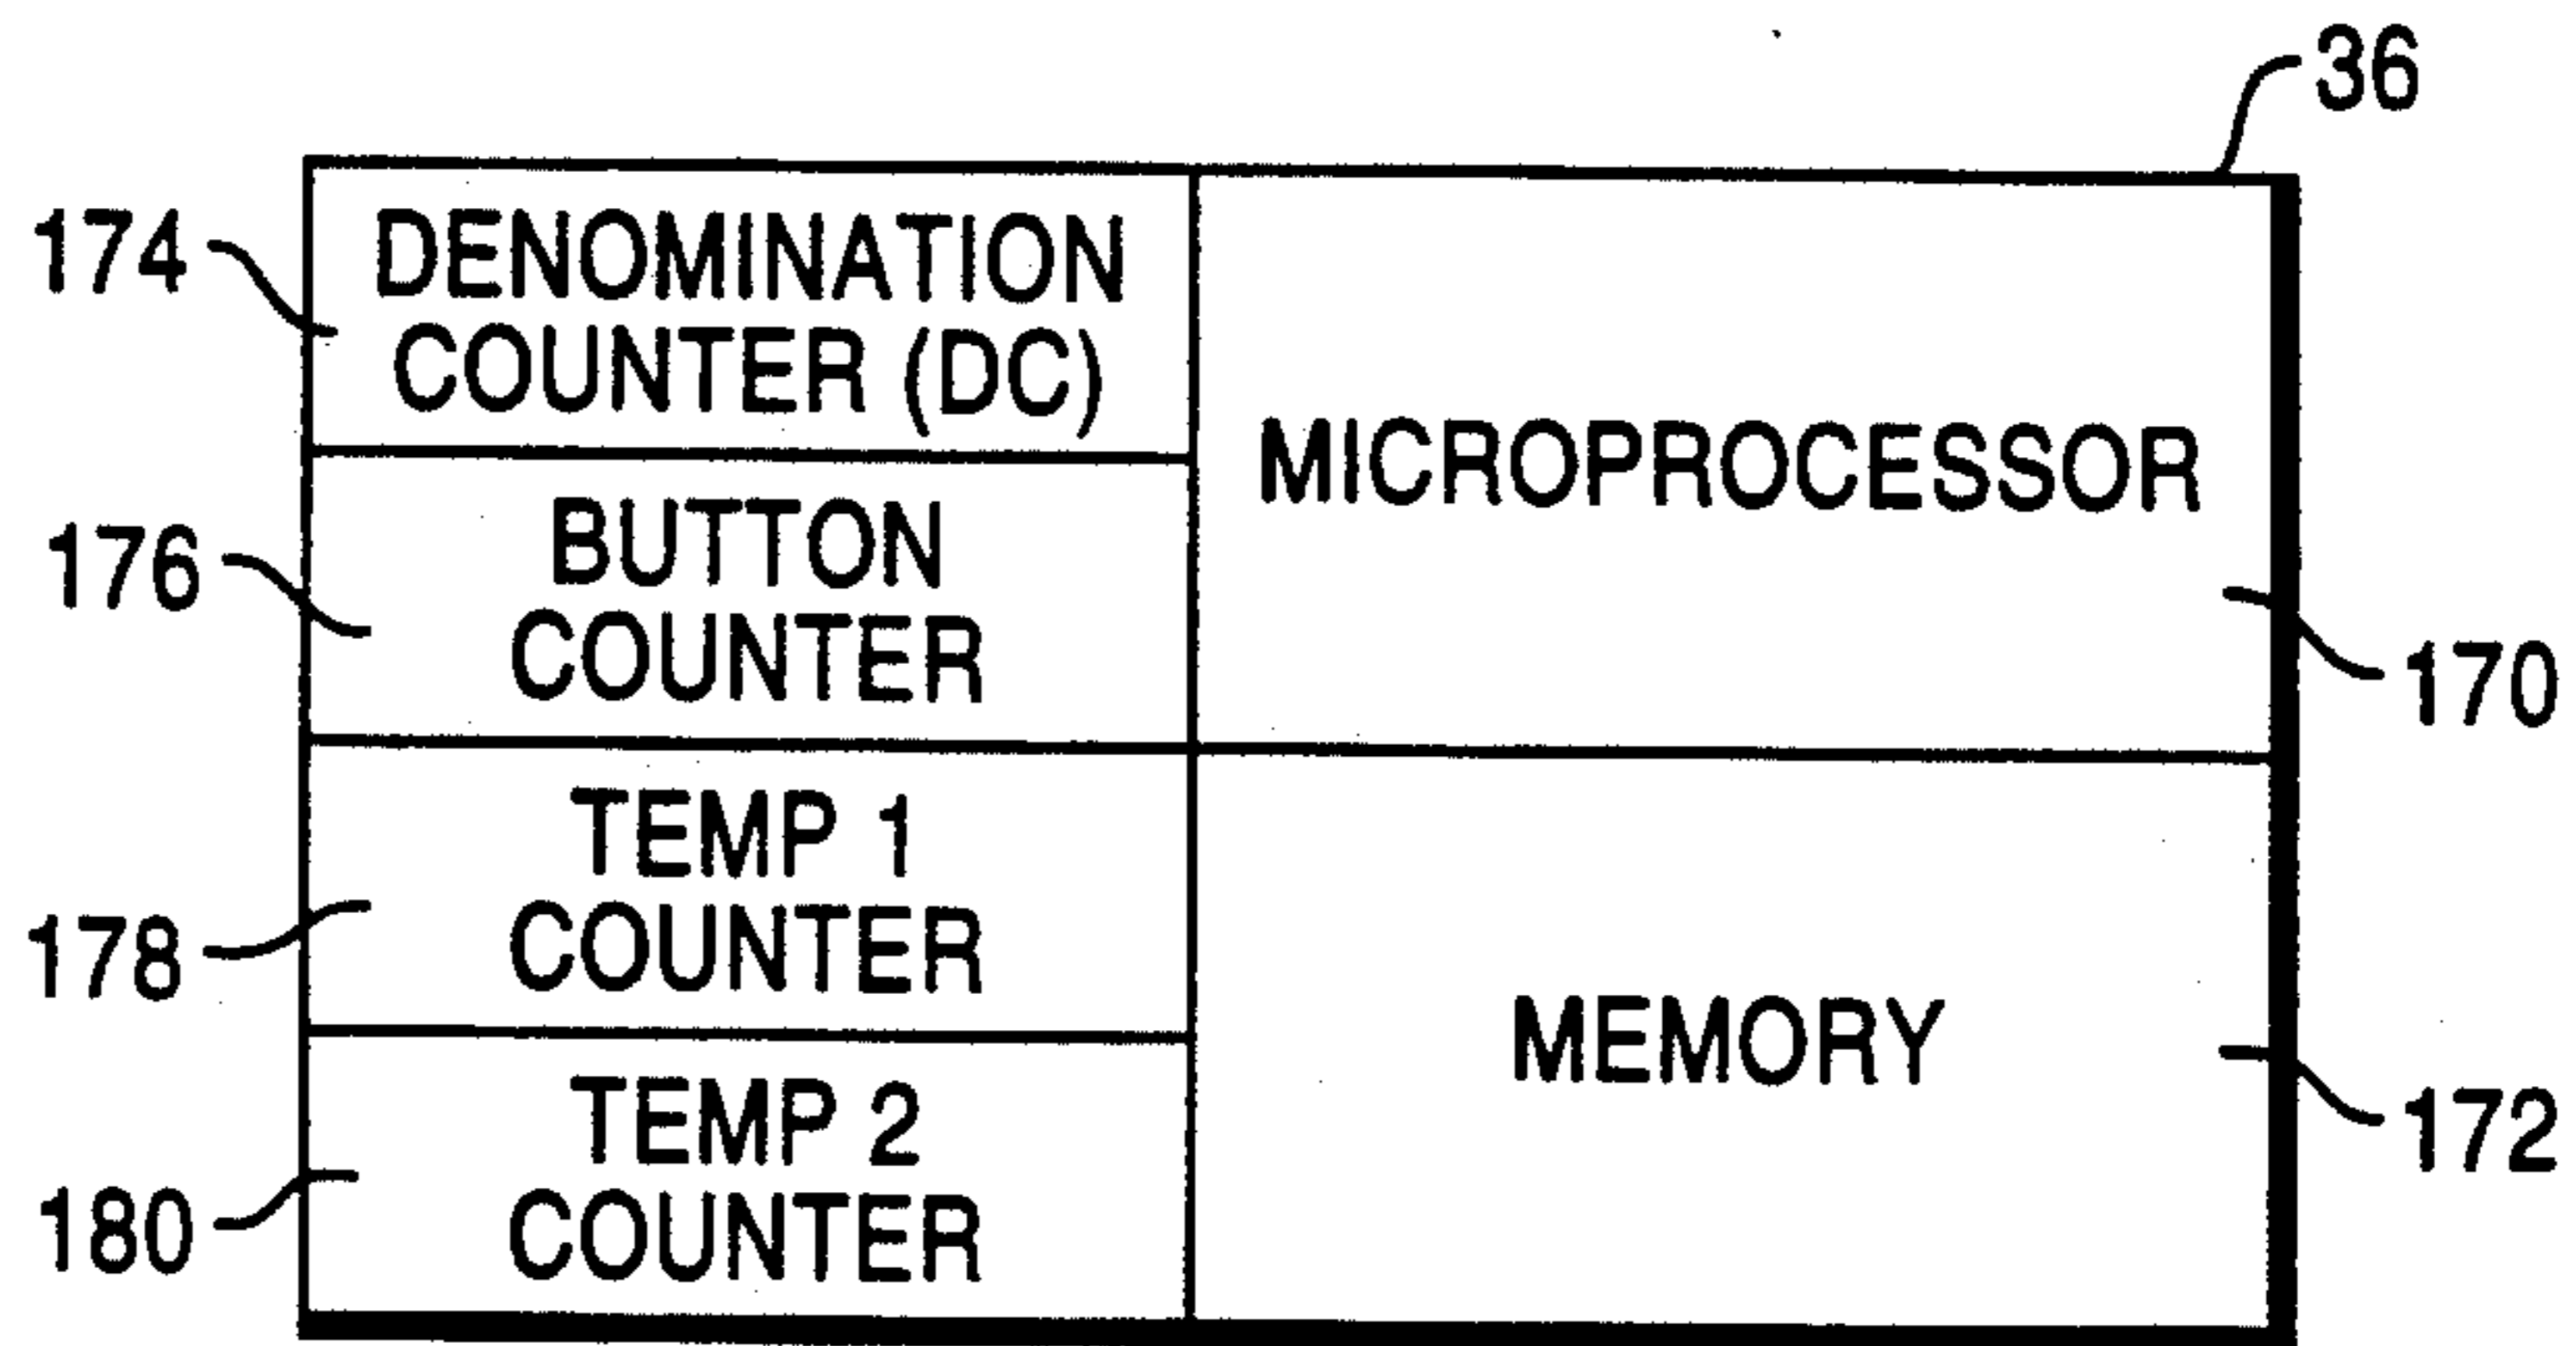 36
174
DENOMINATION
COUNTER (DC)
MICROPROCESSOR
176
BUTTON
COUNTER
170
178
TEMP 1
COUNTER
MEMORY
172
180
TEMP 2
COUNTER